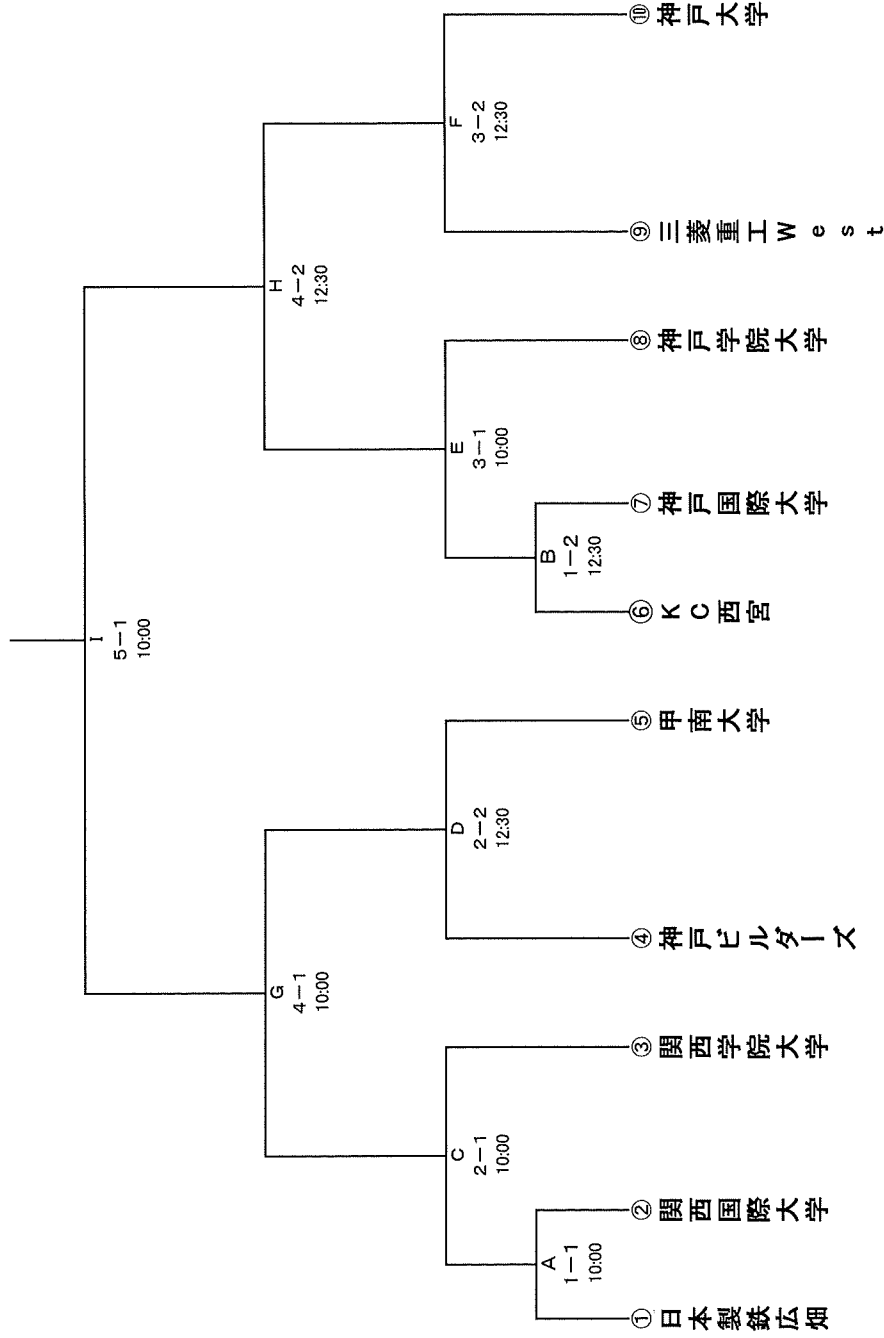 I
5－1
10:00
G
4－1
10:00
H
4－2
12:30
C
2－1
10:00
D
2－2
12:30
E
3－1
10:00
F
3－2
12:30
A
1－1
10:00
B
1－2
12:30
① 日本製鉄広畑
② 関西国際大学
③ 関西学院大学
④ 神戸ビルダーズ
⑤ 甲南大学
⑥ KC西宮
⑦ 神戸国際大学
⑧ 神戸学院大学
⑨ 三菱重工West
⑩ 神戸大学